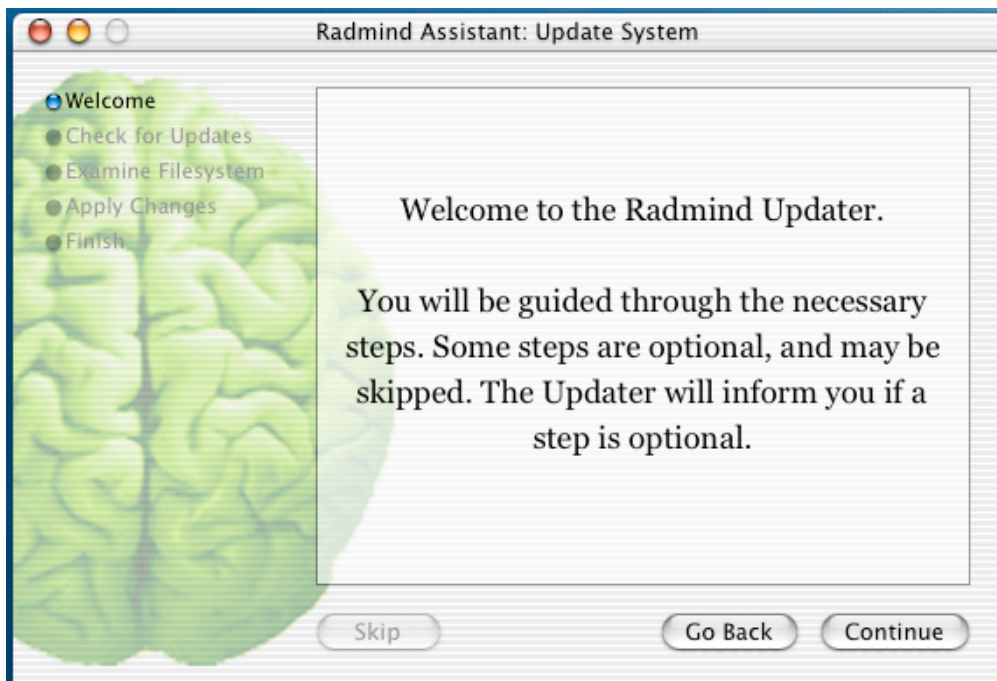 Radmind Assistant: Update System
Welcome
Check for Updates
Examine Filesystem
Apply Changes
Finish
Welcome to the Radmind Updater.
You will be guided through the necessary
steps. Some steps are optional, and may be
skipped. The Updater will inform you if a
step is optional.
Skip
Go Back
Continue